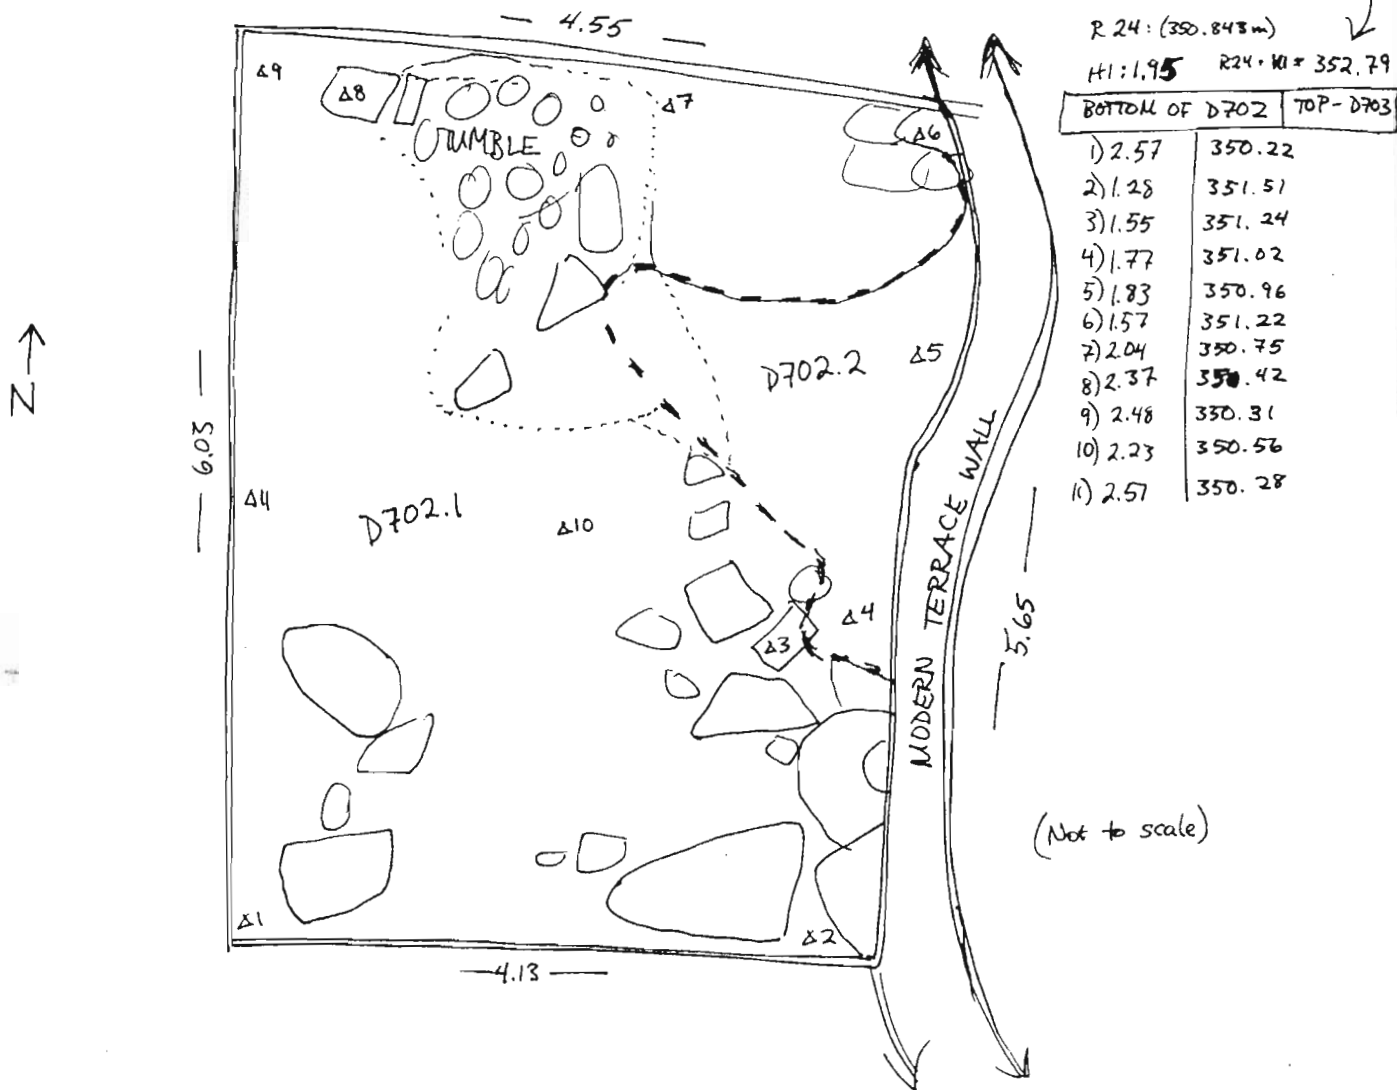 4.55
R 24: (350.843m)
HI: 1.95 R24+HI = 352.79
BOTTOM OF D702 TOP-D703
1) 2.57 350.22
2) 1.28 351.51
3) 1.55 351.24
4) 1.77 351.02
5) 1.83 350.96
6) 1.57 351.22
7) 2.04 350.75
8) 2.37 350.42
9) 2.48 350.31
10) 2.23 350.56
11) 2.51 350.28
Δ9
Δ8
Δ7
Δ6
TUMBLE
N
D702.2
Δ5
6.03
Δ11
D702.1
Δ10
MODERN TERRACE WALL
5.65
Δ4
Δ3
(Not to scale)
Δ1
Δ2
4.13